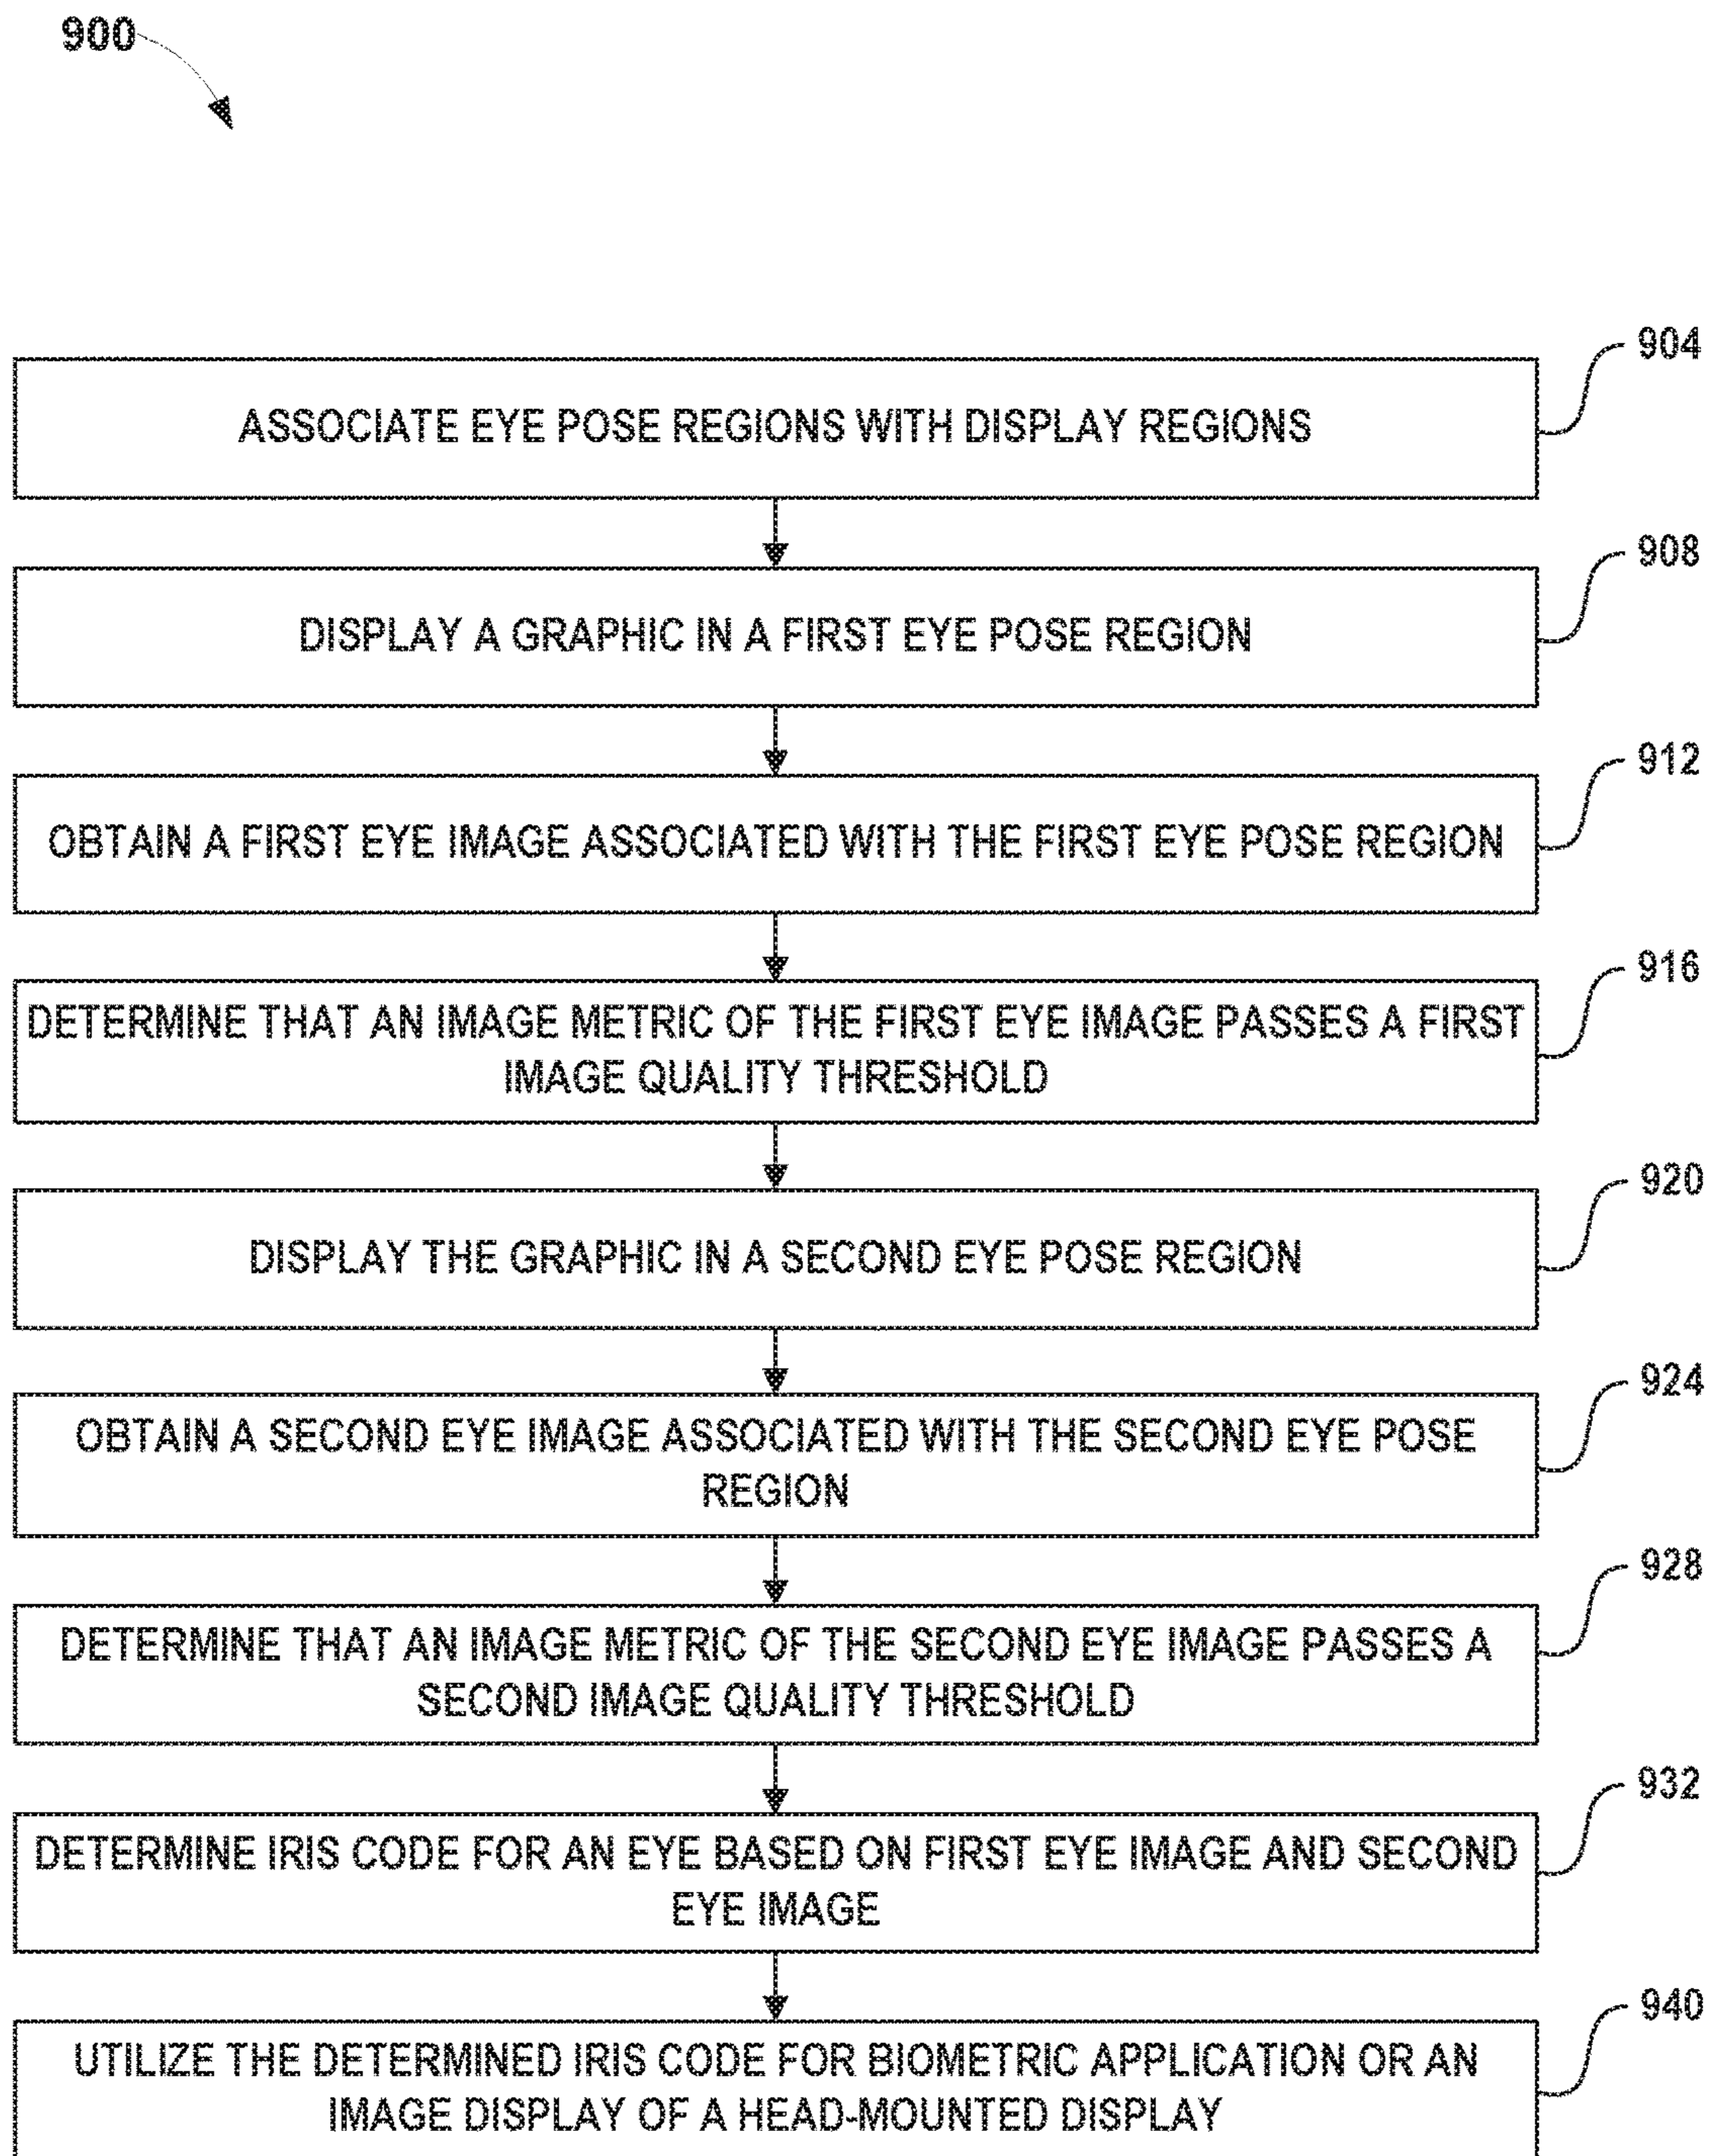 900
904
ASSOCIATE EYE POSE REGIONS WITH DISPLAY REGIONS
908
DISPLAY A GRAPHIC IN A FIRST EYE POSE REGION
912
OBTAIN A FIRST EYE IMAGE ASSOCIATED WITH THE FIRST EYE POSE REGION
916
DETERMINE THAT AN IMAGE METRIC OF THE FIRST EYE IMAGE PASSES A FIRST
IMAGE QUALITY THRESHOLD
920
DISPLAY THE GRAPHIC IN A SECOND EYE POSE REGION
924
OBTAIN A SECOND EYE IMAGE ASSOCIATED WITH THE SECOND EYE POSE
REGION
928
DETERMINE THAT AN IMAGE METRIC OF THE SECOND EYE IMAGE PASSES A
SECOND IMAGE QUALITY THRESHOLD
932
DETERMINE IRIS CODE FOR AN EYE BASED ON FIRST EYE IMAGE AND SECOND
EYE IMAGE
940
UTILIZE THE DETERMINED IRIS CODE FOR BIOMETRIC APPLICATION OR AN
IMAGE DISPLAY OF A HEAD-MOUNTED DISPLAY